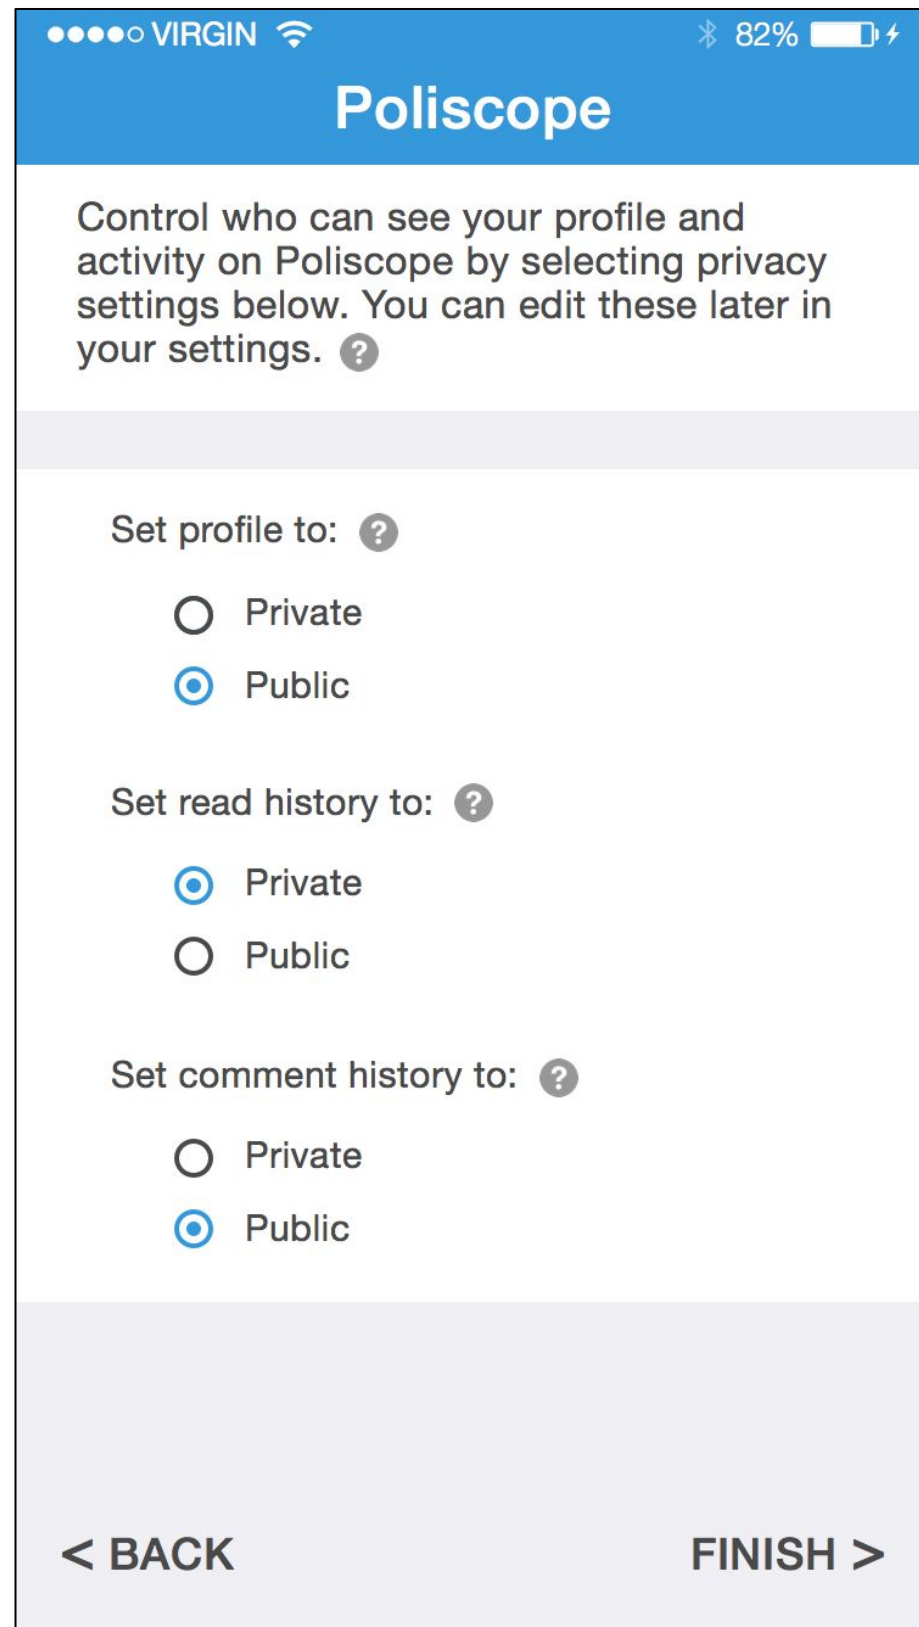 VIRGIN 82%
Poliscope
Control who can see your profile and
activity on Poliscope by selecting privacy
settings below. You can edit these later in
your settings. ?
Set profile to: ?
Private
Public
Set read history to: ?
Private
Public
Set comment history to: ?
Private
Public
< BACK FINISH >